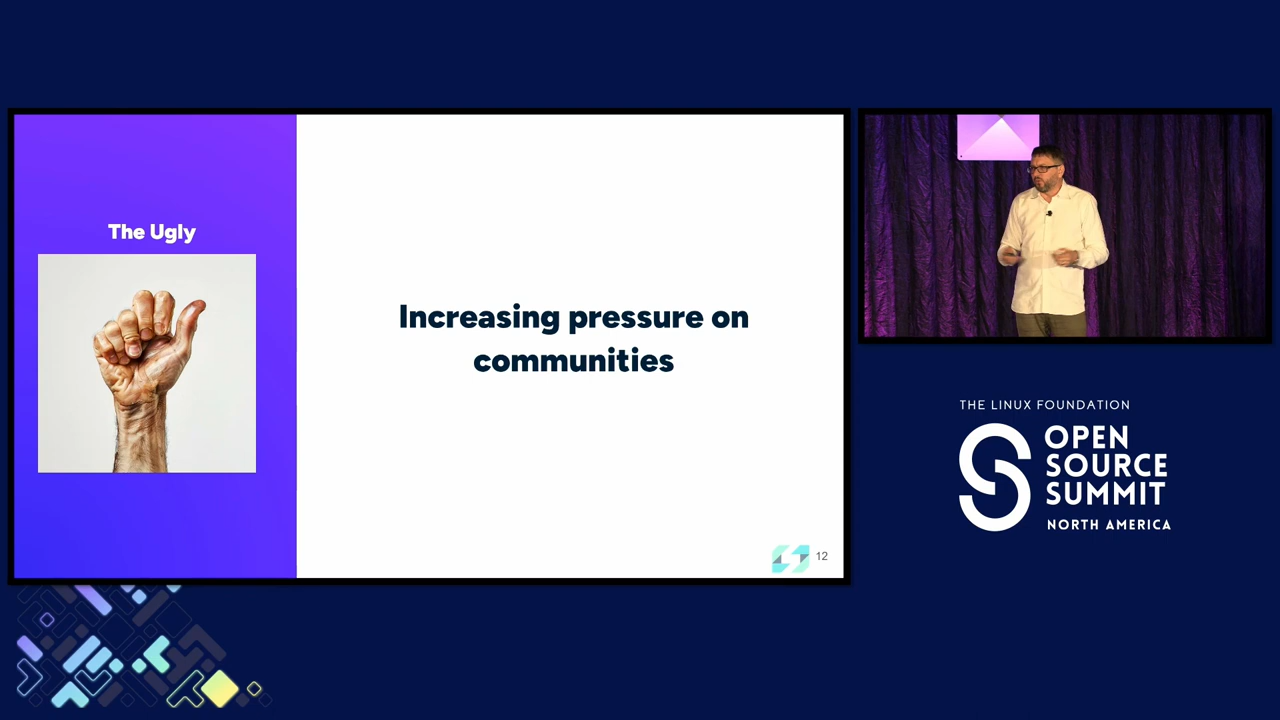 The Ugly
Increasing pressure on
communities
12
THE LINUX FOUNDATION
OPEN
SOURCE
SUMMIT
NORTH AMERICA